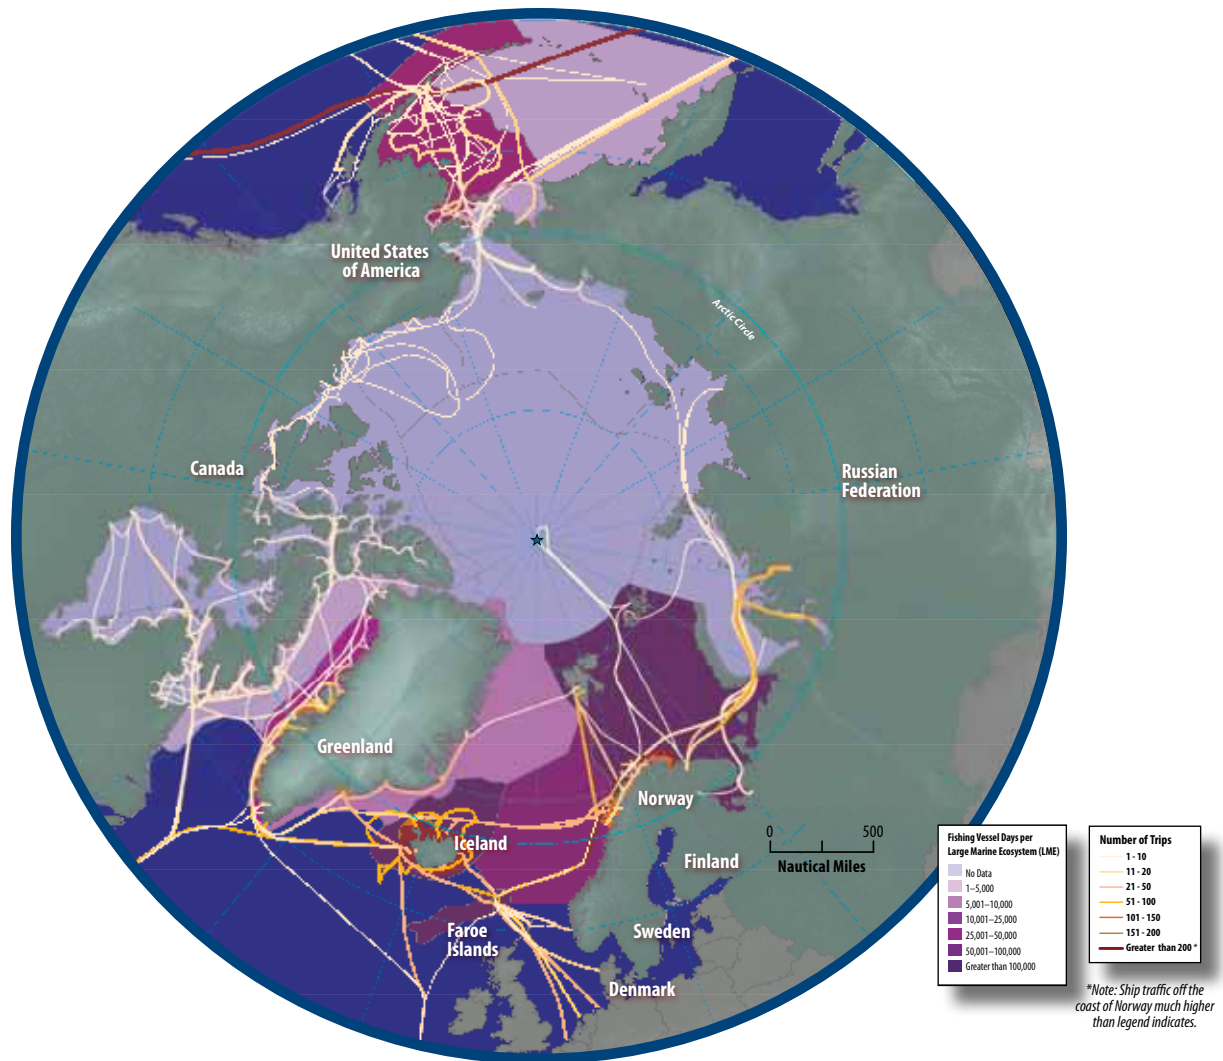 United States
of America
Arctic Circle
Canada
Russian
Federation
Greenland
Norway
Iceland
Finland
0 500
Nautical Miles
Faroe
Islands
Sweden
Denmark
Fishing Vessel Days per
Large Marine Ecosystem (LME)
No Data
1–5,000
5,001–10,000
10,001–25,000
25,001–50,000
50,001–100,000
Greater than 100,000
Number of Trips
1 - 10
11 - 20
21 - 50
51 - 100
101 - 150
151 - 200
Greater than 200 *
*Note: Ship traffic off the
coast of Norway much higher
than legend indicates.